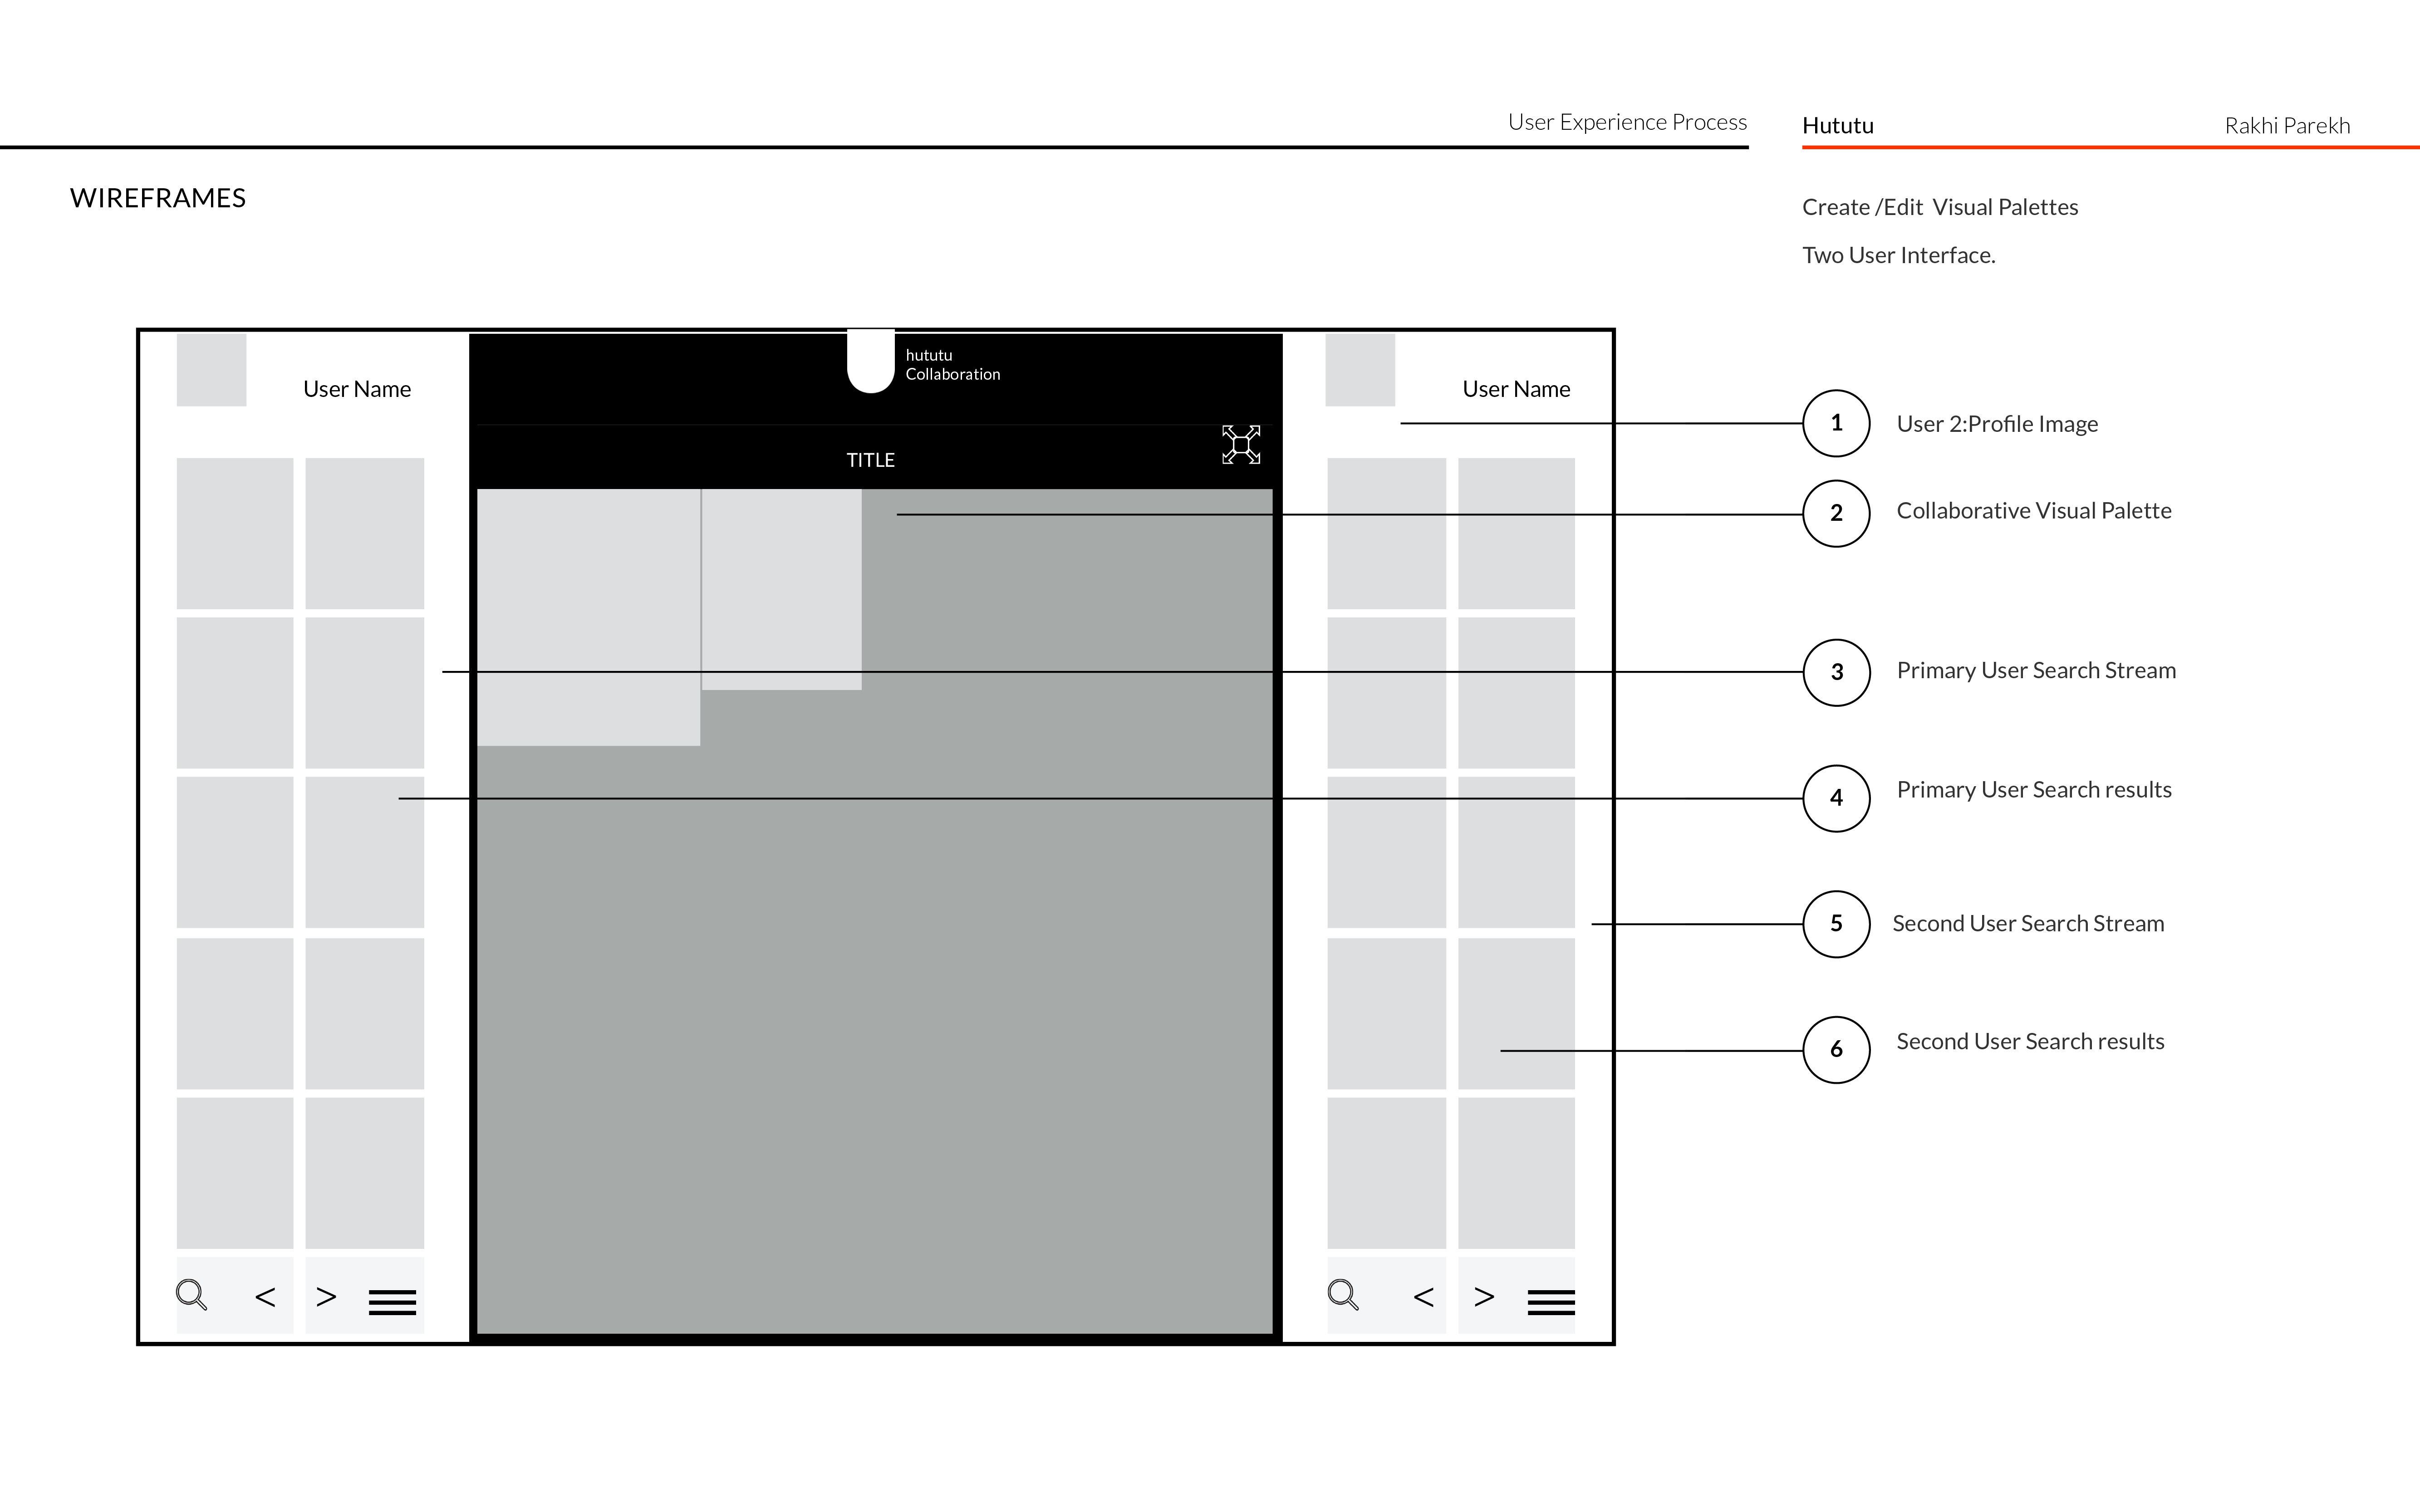 User Experience Process
Hututu
Rakhi Parekh
WIREFRAMES
Create /Edit  Visual Palettes
Two User Interface.
User Name
hututu
Collaboration
User Name
TITLE
1 User 2:Profile Image
2 Collaborative Visual Palette
3 Primary User Search Stream
4 Primary User Search results
5 Second User Search Stream
6 Second User Search results
< >
< >